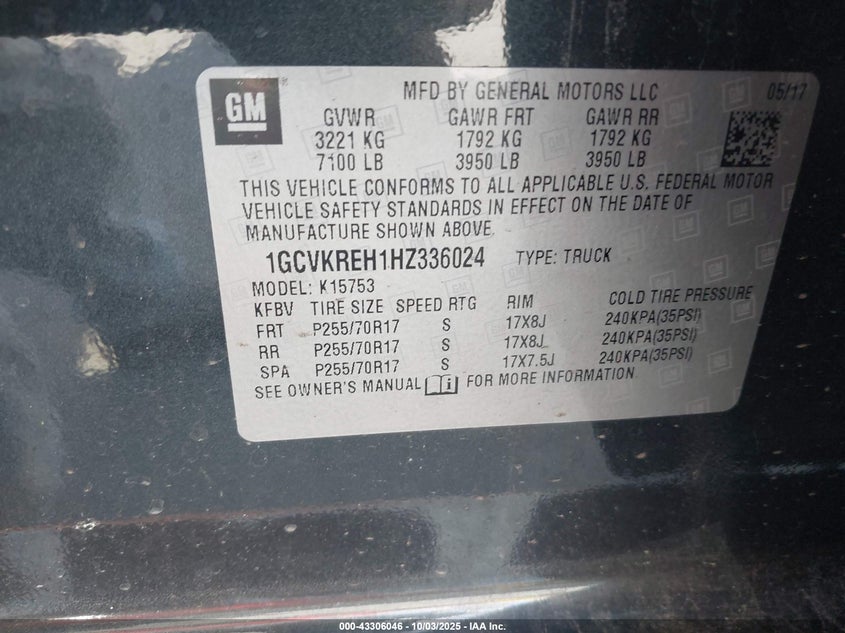 GM
MFD BY GENERAL MOTORS LLC 05/17
GVWR GAWR FRT GAWR RR
3221 KG 1792 KG 1792 KG
7100 LB 3950 LB 3950 LB
THIS VEHICLE CONFORMS TO ALL APPLICABLE U.S. FEDERAL MOTOR
VEHICLE SAFETY STANDARDS IN EFFECT ON THE DATE OF
MANUFACTURE SHOWN ABOVE.
1GCVKREH1HZ336024 TYPE: TRUCK
MODEL: K15753
KFBV TIRE SIZE SPEED RTG RIM COLD TIRE PRESSURE
FRT P255/70R17 S 17X8J 240KPA(35PSI)
RR P255/70R17 S 17X8J 240KPA(35PSI)
SPA P255/70R17 S 17X7.5J 240KPA(35PSI)
SEE OWNER'S MANUAL i FOR MORE INFORMATION
000-43306046 - 10/03/2025 - IAA Inc.